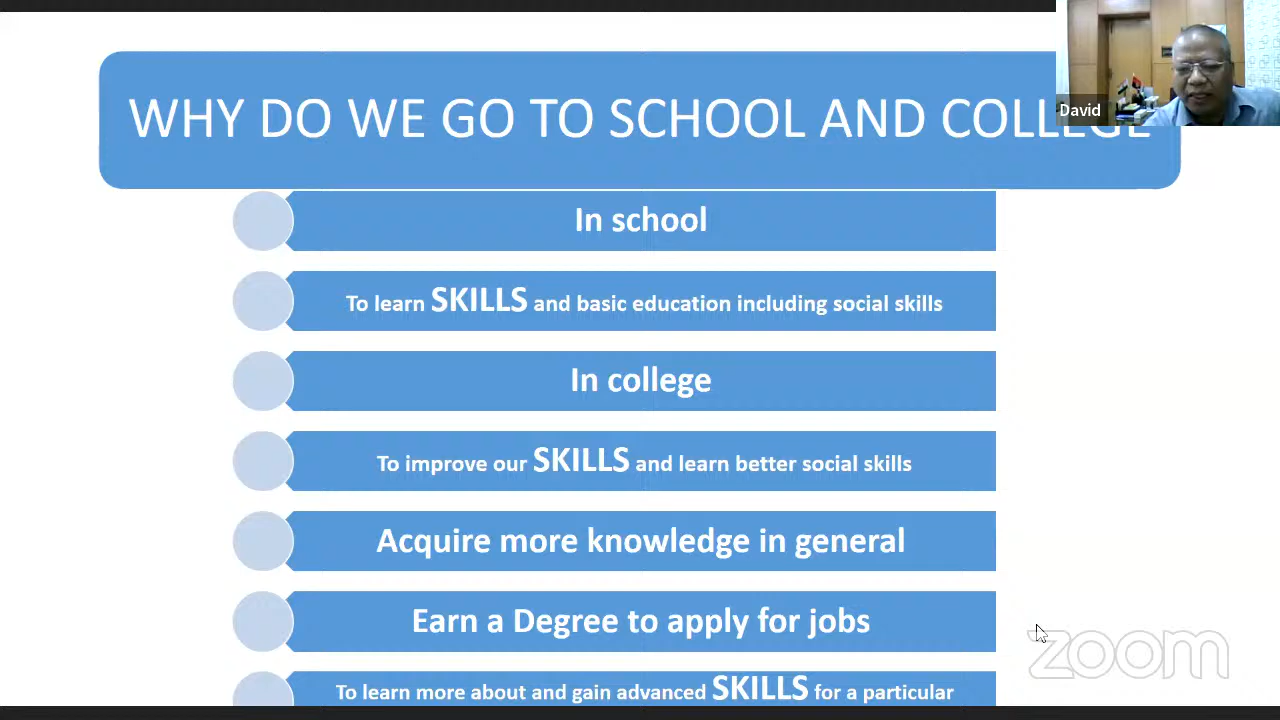 WHY DO WE GO TO SCHOOL AND COLLEGE
David
In school
To learn SKILLS and basic education including social skills
In college
To improve our SKILLS and learn better social skills
Acquire more knowledge in general
Earn a Degree to apply for jobs
To learn more about and gain advanced SKILLS for a particular
zoom